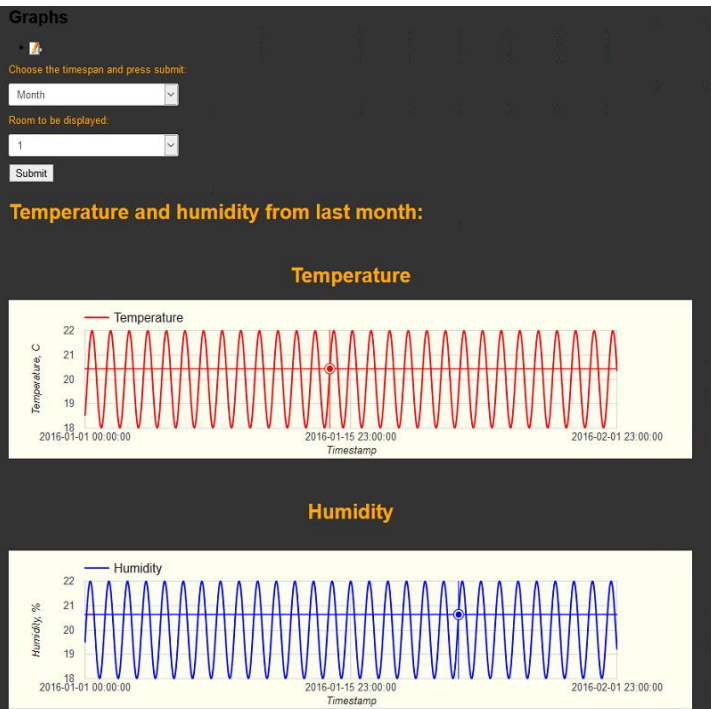 Graphs
Choose the timespan and press submit:
Month
Room to be displayed:
1
Submit
Temperature and humidity from last month:
Temperature
Temperature
22
21
20
19
18
Temperature, C
2016-01-01 00:00:00
2016-01-15 23:00:00
2016-02-01 23:00:00
Timestamp
Humidity
Humidity
22
21
20
19
18
Humidity, %
2016-01-01 00:00:00
2016-01-15 23:00:00
2016-02-01 23:00:00
Timestamp